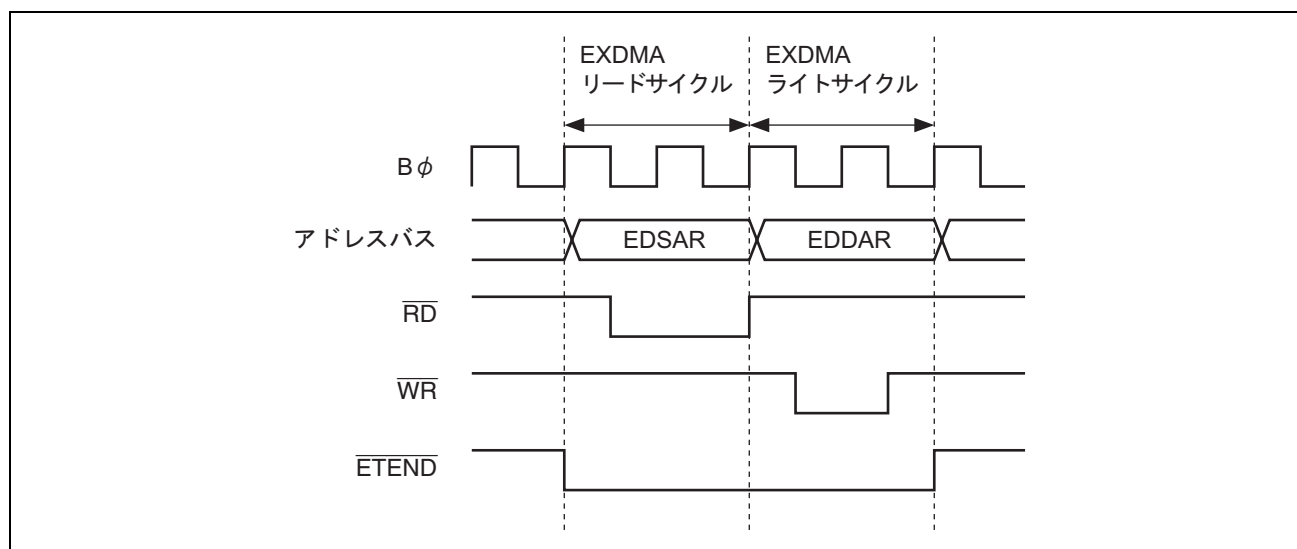 EXDMA
リードサイクル
EXDMA
ライトサイクル
Bφ
アドレスバス
EDSAR
EDDAR
RD
WR
ETEND